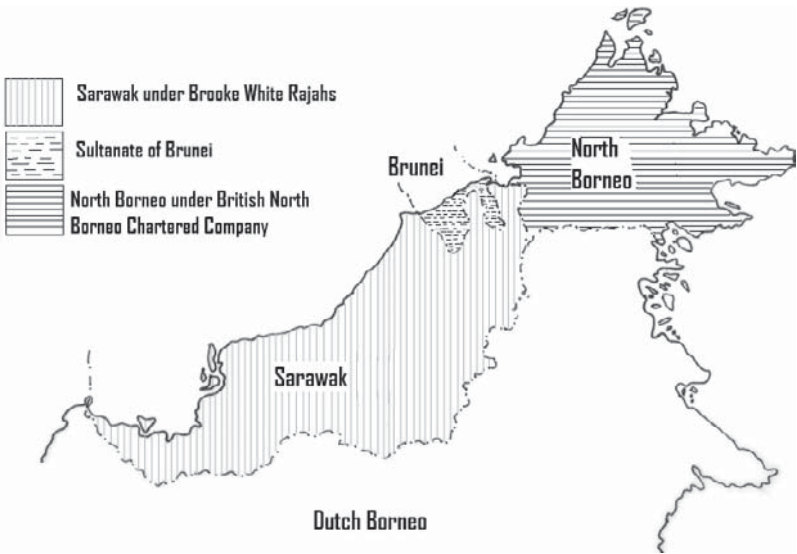 Sarawak under Brooke White Rajahs
Sultanate of Brunei
North Borneo under British North
Borneo Chartered Company
Brunei
North
Borneo
Sarawak
Dutch Borneo